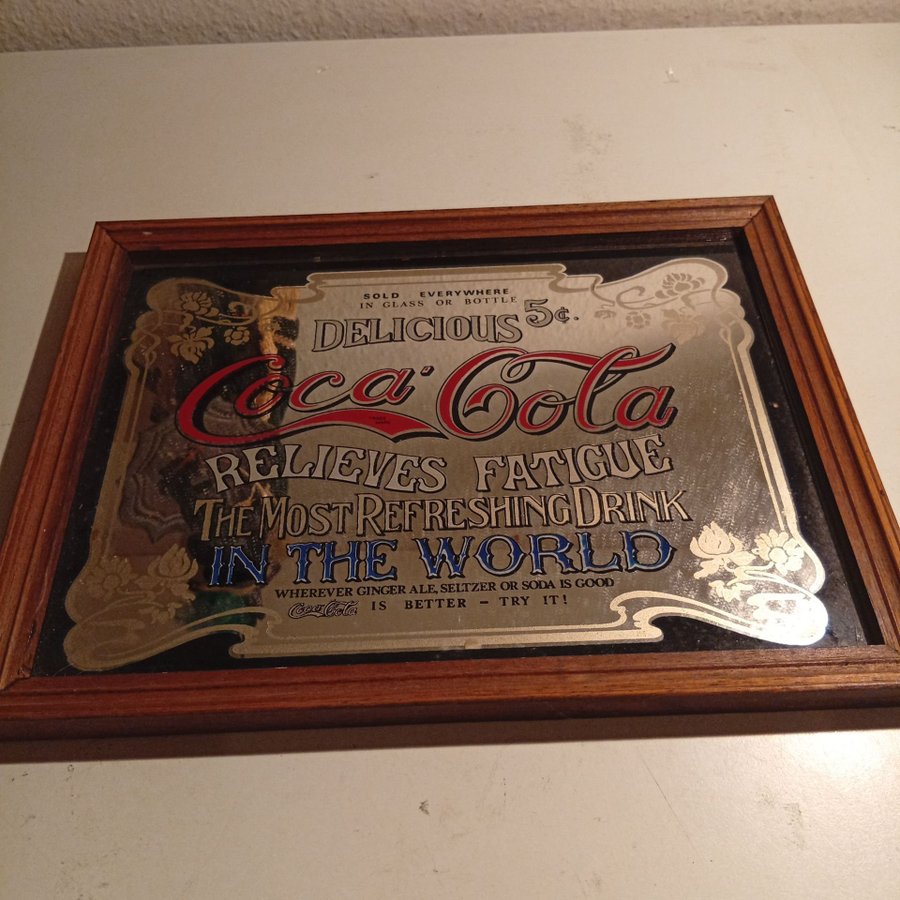 SOLD EVERYWHERE
IN GLASS OR BOTTLE
DELICIOUS 5¢.
Coca-Cola
RELIEVES FATIGUE
THE MOST REFRESHING DRINK
IN THE WORLD
WHEREVER GINGER ALE, SELTZER OR SODA IS GOOD
Coca-Cola IS BETTER – TRY IT!